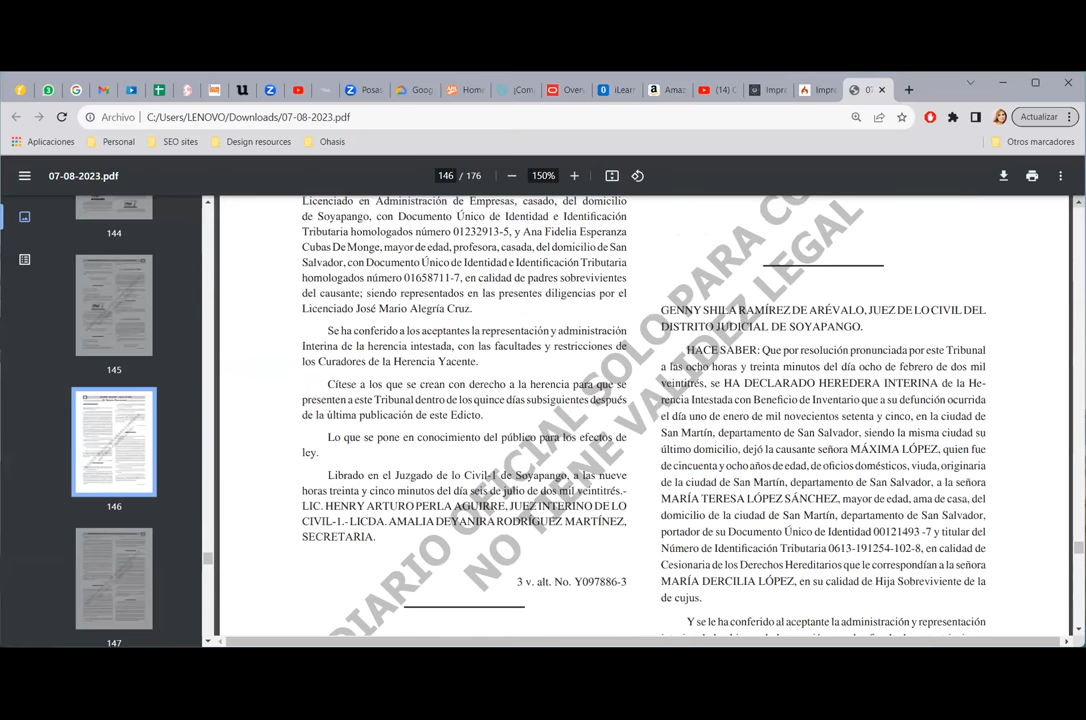 Posas
Goog
Home
¡Com
Over
iLearn
Amaz
(14) C
Impre
Impre
07
Archivo
C:/Users/LENOVO/Downloads/07-08-2023.pdf
Actualizar
Aplicaciones
Personal
SEO sites
Design resources
Ohasis
Otros marcadores
07-08-2023.pdf
146 / 176
150%
144
145
146
147
Licenciado en Administración de Empresas, casado, del domicilio
de Soyapango, con Documento Único de Identidad e Identificación
Tributaria homologados número 01232913-5, y Ana Fidelia Esperanza
Cubas De Monge, mayor de edad, profesora, casada, del domicilio de San
Salvador, con Documento Único de Identidad e Identificación Tributaria
homologados número 01658711-7, en calidad de padres sobrevivientes
del causante; siendo representados en las presentes diligencias por el
Licenciado José Mario Alegría Cruz.
Se ha conferido a los aceptantes la representación y administración
Interina de la herencia intestada, con las facultades y restricciones de
los Curadores de la Herencia Yacente.
Cítese a los que se crean con derecho a la herencia para que se
presenten a este Tribunal dentro de los quince días subsiguientes después
de la última publicación de este Edicto.
Lo que se pone en conocimiento del público para los efectos de
ley.
Librado en el Juzgado de lo Civil-1 de Soyapango, a las nueve
horas treinta y cinco minutos del día seis de julio de dos mil veintitrés.-
LIC. HENRY ARTURO PERLA AGUIRRE, JUEZ INTERINO DE LO
CIVIL-1.- LICDA. AMALIA DEYANIRA RODRÍGUEZ MARTÍNEZ,
SECRETARIA.
3 v. alt. No. Y097886-3
GENNY SHILA RAMÍREZ DE ARÉVALO, JUEZ DE LO CIVIL DEL
DISTRITO JUDICIAL DE SOYAPANGO.
HACE SABER: Que por resolución pronunciada por este Tribunal
a las ocho horas y treinta minutos del día ocho de febrero de dos mil
veintitrés, se HA DECLARADO HEREDERA INTERINA de la He-
rencia Intestada con Beneficio de Inventario que a su defunción ocurrida
el día uno de enero de mil novecientos setenta y cinco, en la ciudad de
San Martín, departamento de San Salvador, siendo la misma ciudad su
último domicilio, dejó la causante señora MÁXIMA LÓPEZ, quien fue
de cincuenta y ocho años de edad, de oficios domésticos, viuda, originaria
de la ciudad de San Martín, departamento de San Salvador, a la señora
MARÍA TERESA LÓPEZ SÁNCHEZ, mayor de edad, ama de casa, del
domicilio de la ciudad de San Martín, departamento de San Salvador,
portador de su Documento Único de Identidad 00121493 -7 y titular del
Número de Identificación Tributaria 0613-191254-102-8, en calidad de
Cesionaria de los Derechos Hereditarios que le correspondían a la señora
MARÍA DERCILIA LÓPEZ, en su calidad de Hija Sobreviviente de la
de cujus.
Y se le ha conferido al aceptante la administración y representación
DIARIO OFICIAL SOLO PARA CO
NO TIENE VALIDEZ LEGAL